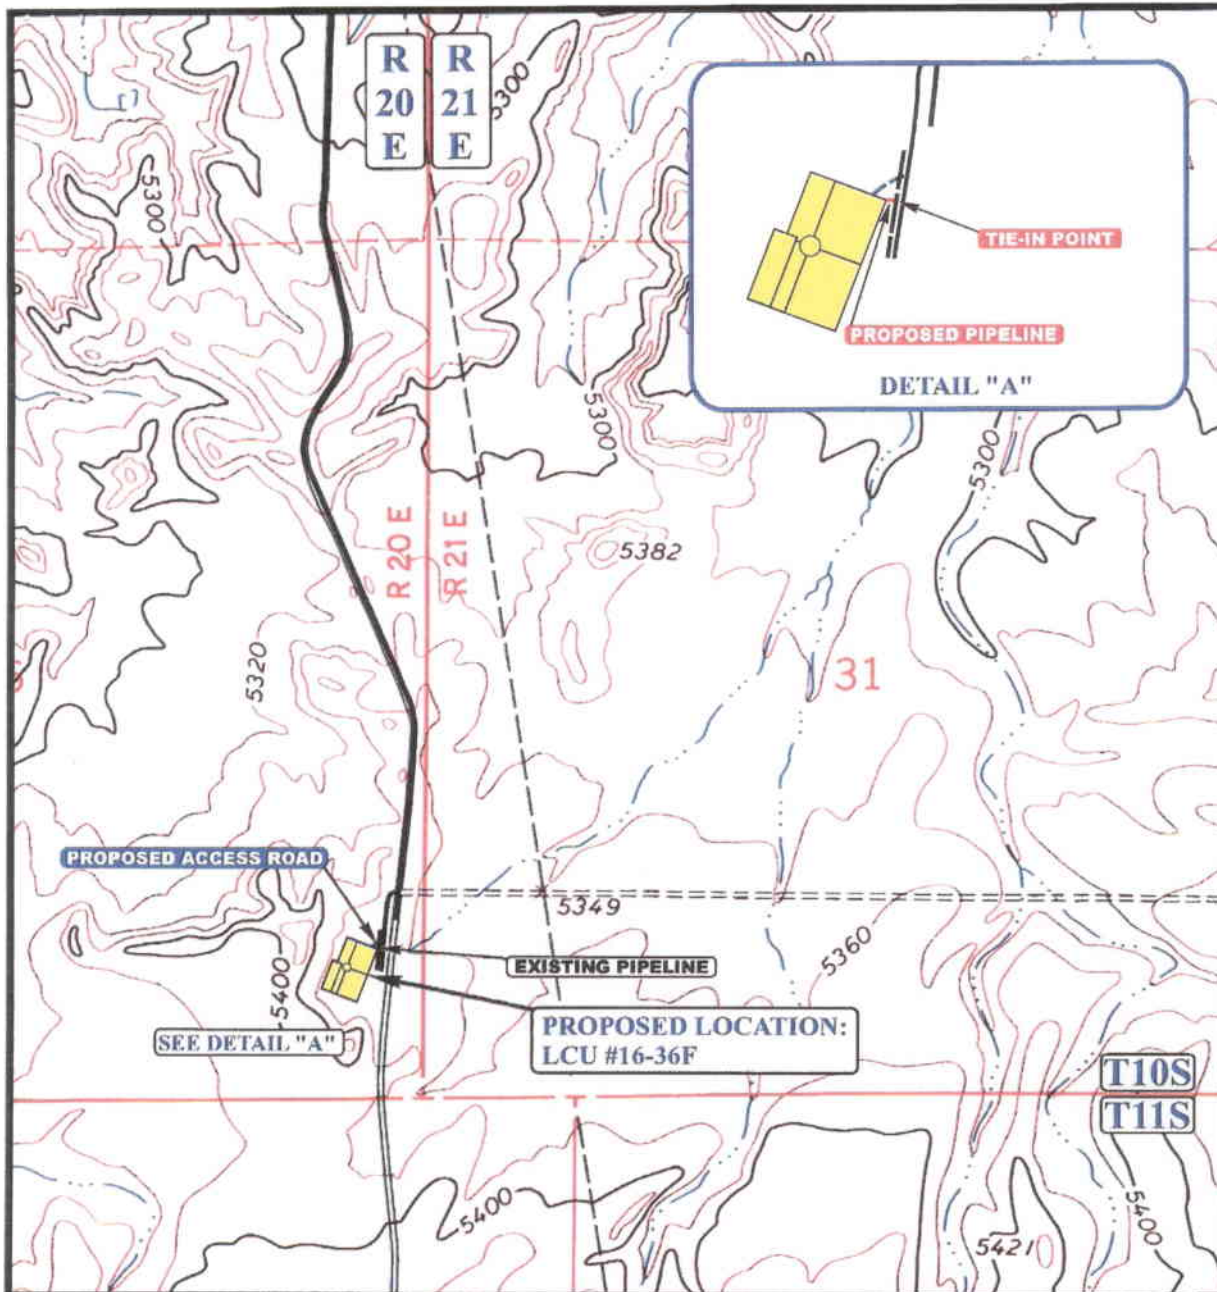 R
20
E
R
21
E
5300
5300
TIE-IN POINT
PROPOSED PIPELINE
DETAIL "A"
5300
5300
R 20 E
R 21 E
5382
5320
31
PROPOSED ACCESS ROAD
5349
5360
EXISTING PIPELINE
5400
SEE DETAIL "A"
PROPOSED LOCATION:
LCU #16-36F
T10S
T11S
5400
5421
5400